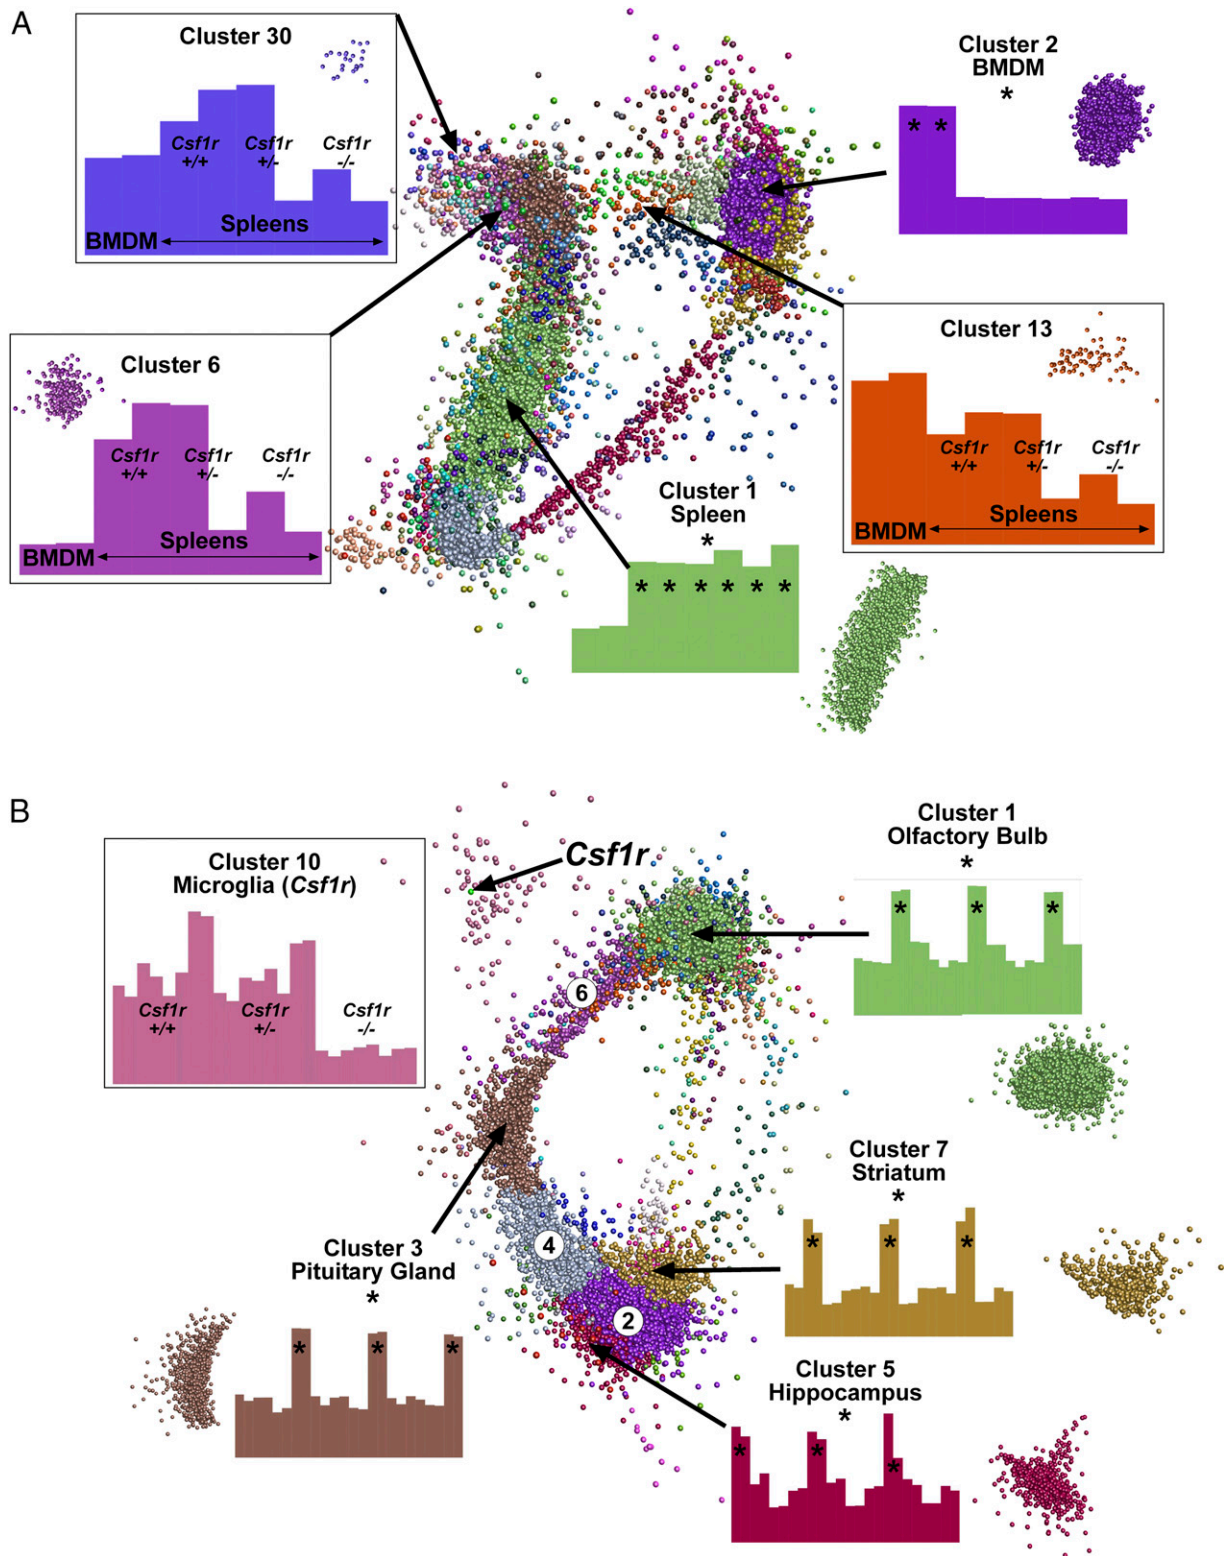 A
Cluster 30
Csf1r +/+
Csf1r +/-
Csf1r -/-
Spleens
BMDM
Cluster 2
BMDM
*
* *
Cluster 6
Csf1r +/+
Csf1r +/-
Csf1r -/-
BMDM
Spleens
Cluster 13
Csf1r +/+
Csf1r +/-
Csf1r -/-
BMDM
Spleens
Cluster 1
Spleen
*
* * * * * *
B
Cluster 10
Microglia (Csf1r)
Csf1r +/+
Csf1r +/-
Csf1r -/-
Csf1r
Cluster 1
Olfactory Bulb
*
* * *
6
4
2
Cluster 7
Striatum
*
* * *
Cluster 3
Pituitary Gland
*
* * *
Cluster 5
Hippocampus
*
* * *